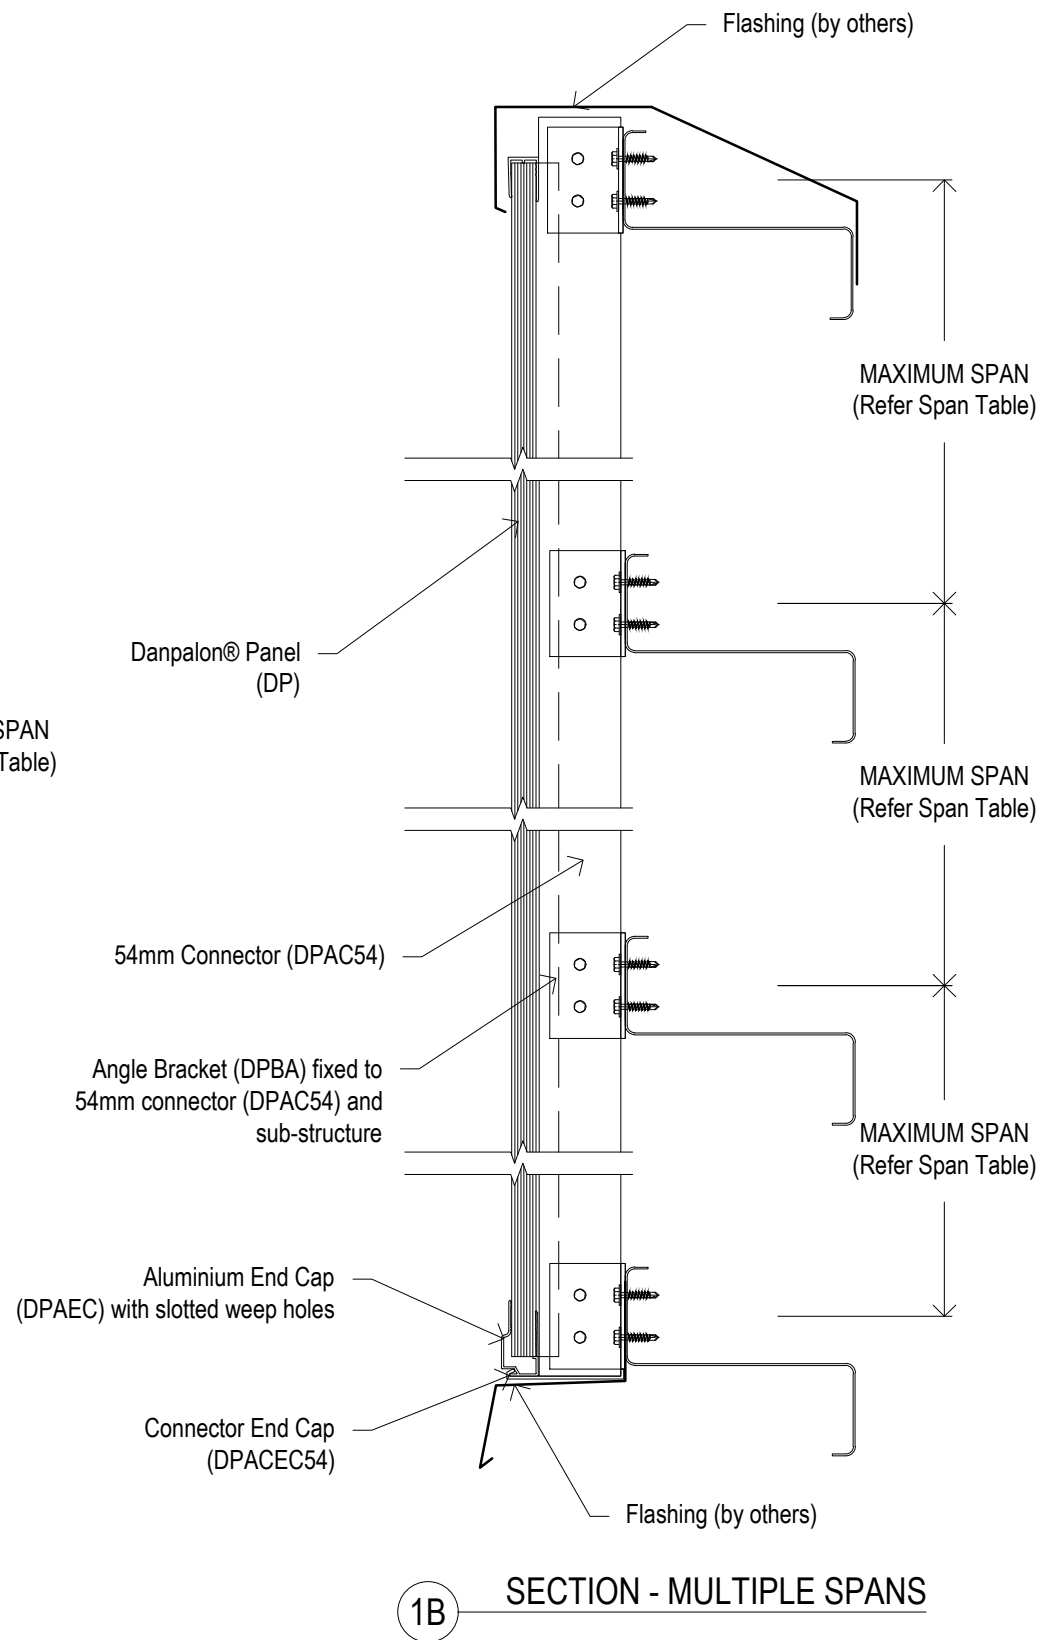 Flashing (by others)
MAXIMUM SPAN
(Refer Span Table)
Danpalon® Panel
(DP)
SPAN
Table)
MAXIMUM SPAN
(Refer Span Table)
54mm Connector (DPAC54)
Angle Bracket (DPBA) fixed to
54mm connector (DPAC54) and
sub-structure
MAXIMUM SPAN
(Refer Span Table)
Aluminium End Cap
(DPAEC) with slotted weep holes
Connector End Cap
(DPACEC54)
Flashing (by others)
1B
SECTION - MULTIPLE SPANS